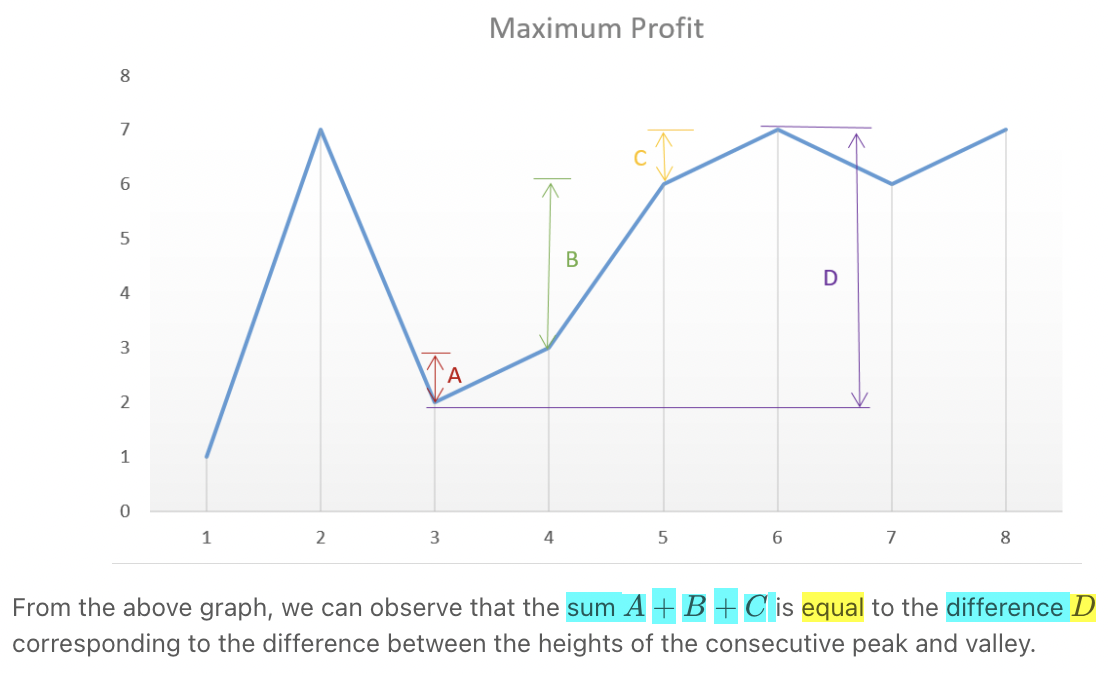 Maximum Profit
8
7
6
5
4
3
2
1
0
C
B
D
A
1 2 3 4 5 6 7 8
From the above graph, we can observe that the sum A + B + C is equal to the difference D
corresponding to the difference between the heights of the consecutive peak and valley.